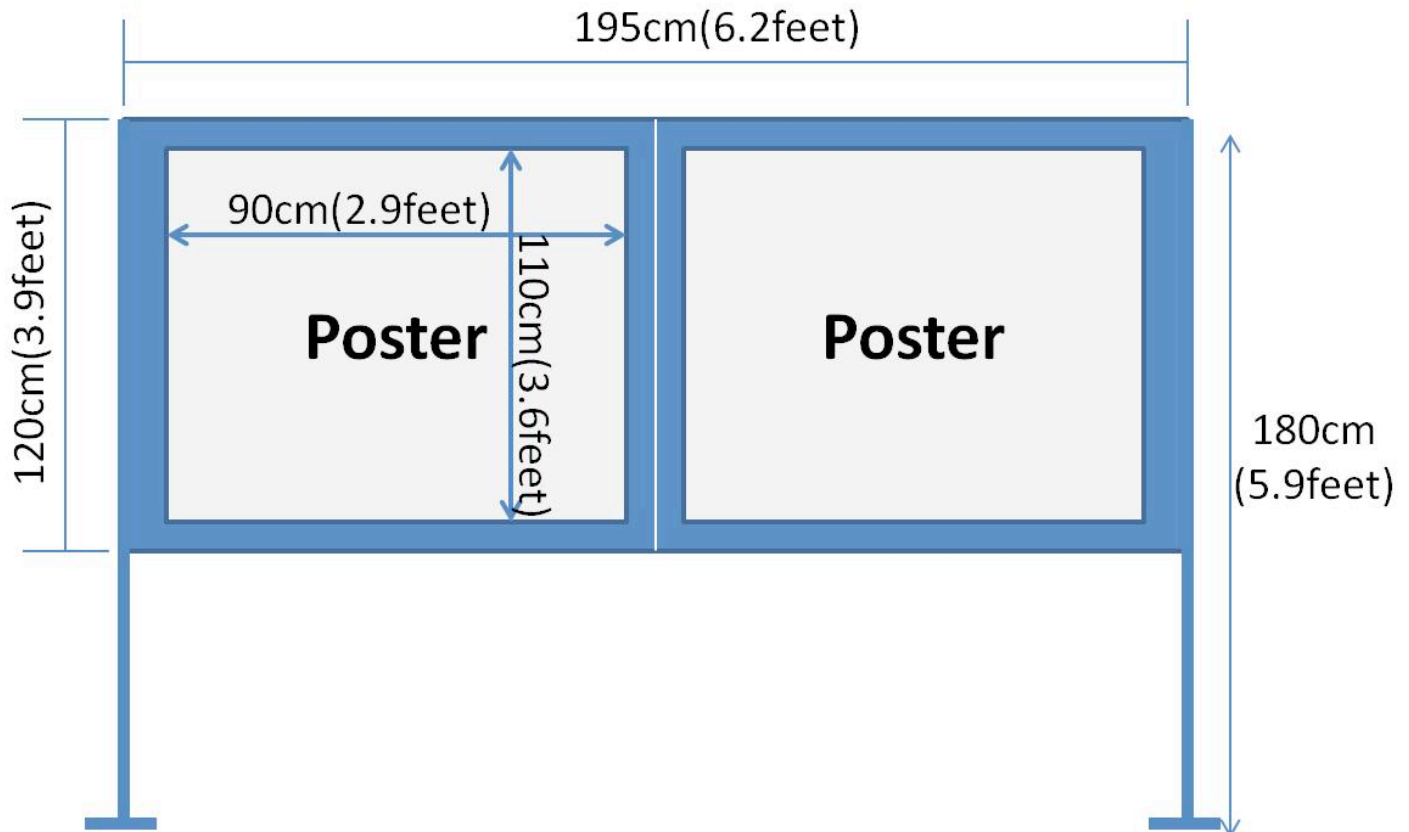 195cm(6.2feet)
120cm(3.9feet)
90cm(2.9feet)
110cm(3.6feet)
Poster
Poster
180cm
(5.9feet)